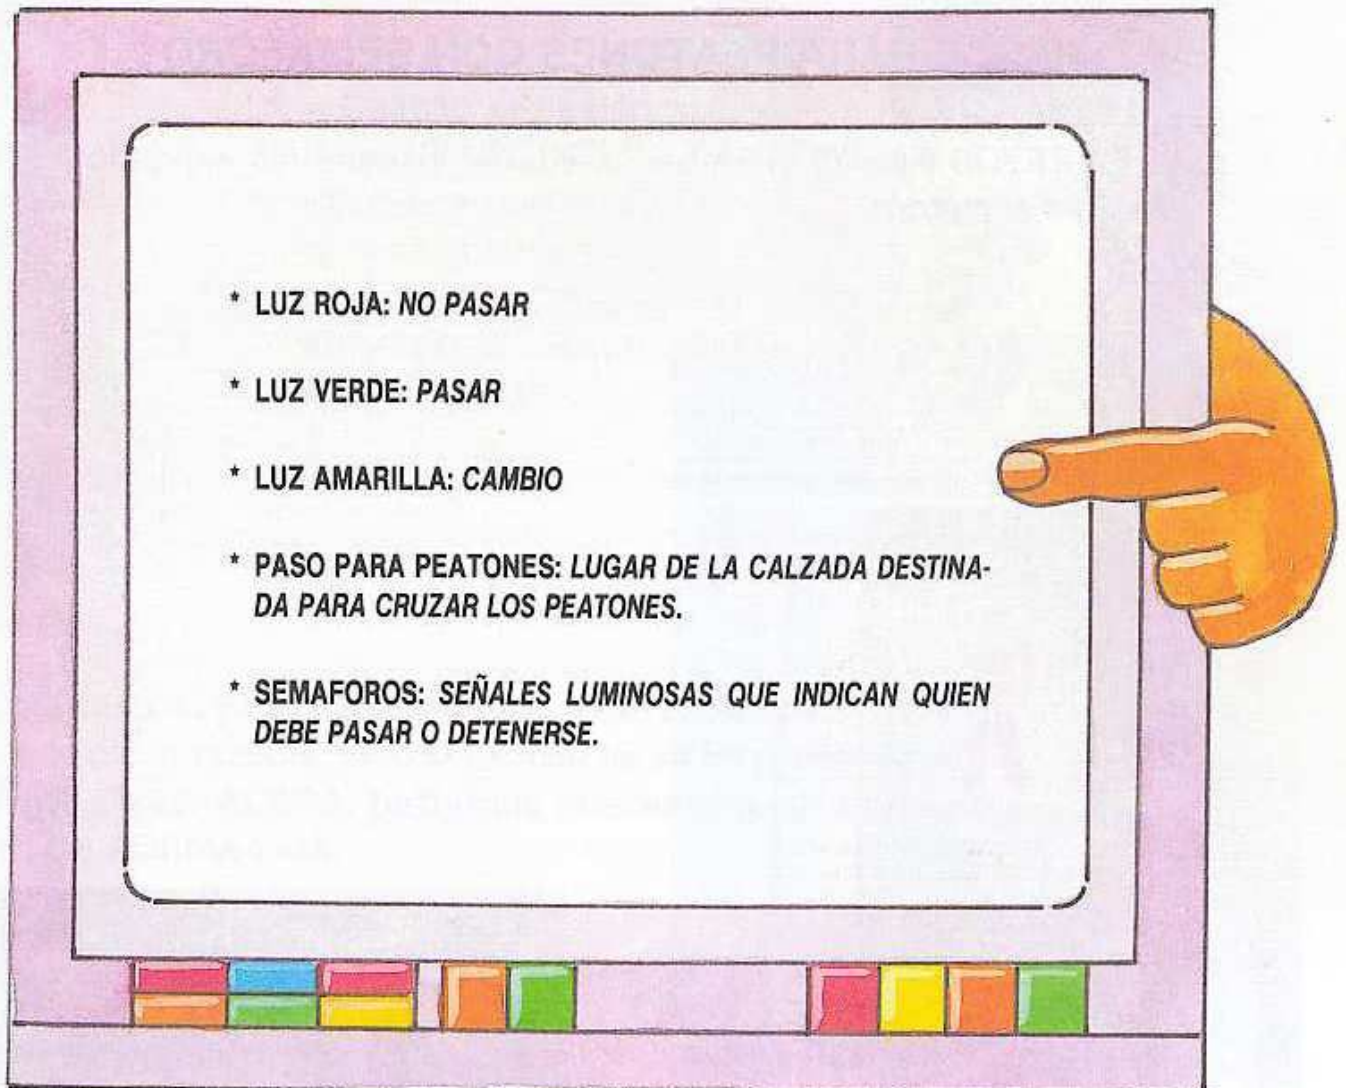 * LUZ ROJA: NO PASAR
* LUZ VERDE: PASAR
* LUZ AMARILLA: CAMBIO
* PASO PARA PEATONES: LUGAR DE LA CALZADA DESTINA-
DA PARA CRUZAR LOS PEATONES.
* SEMAFOROS: SEÑALES LUMINOSAS QUE INDICAN QUIEN
DEBE PASAR O DETENERSE.